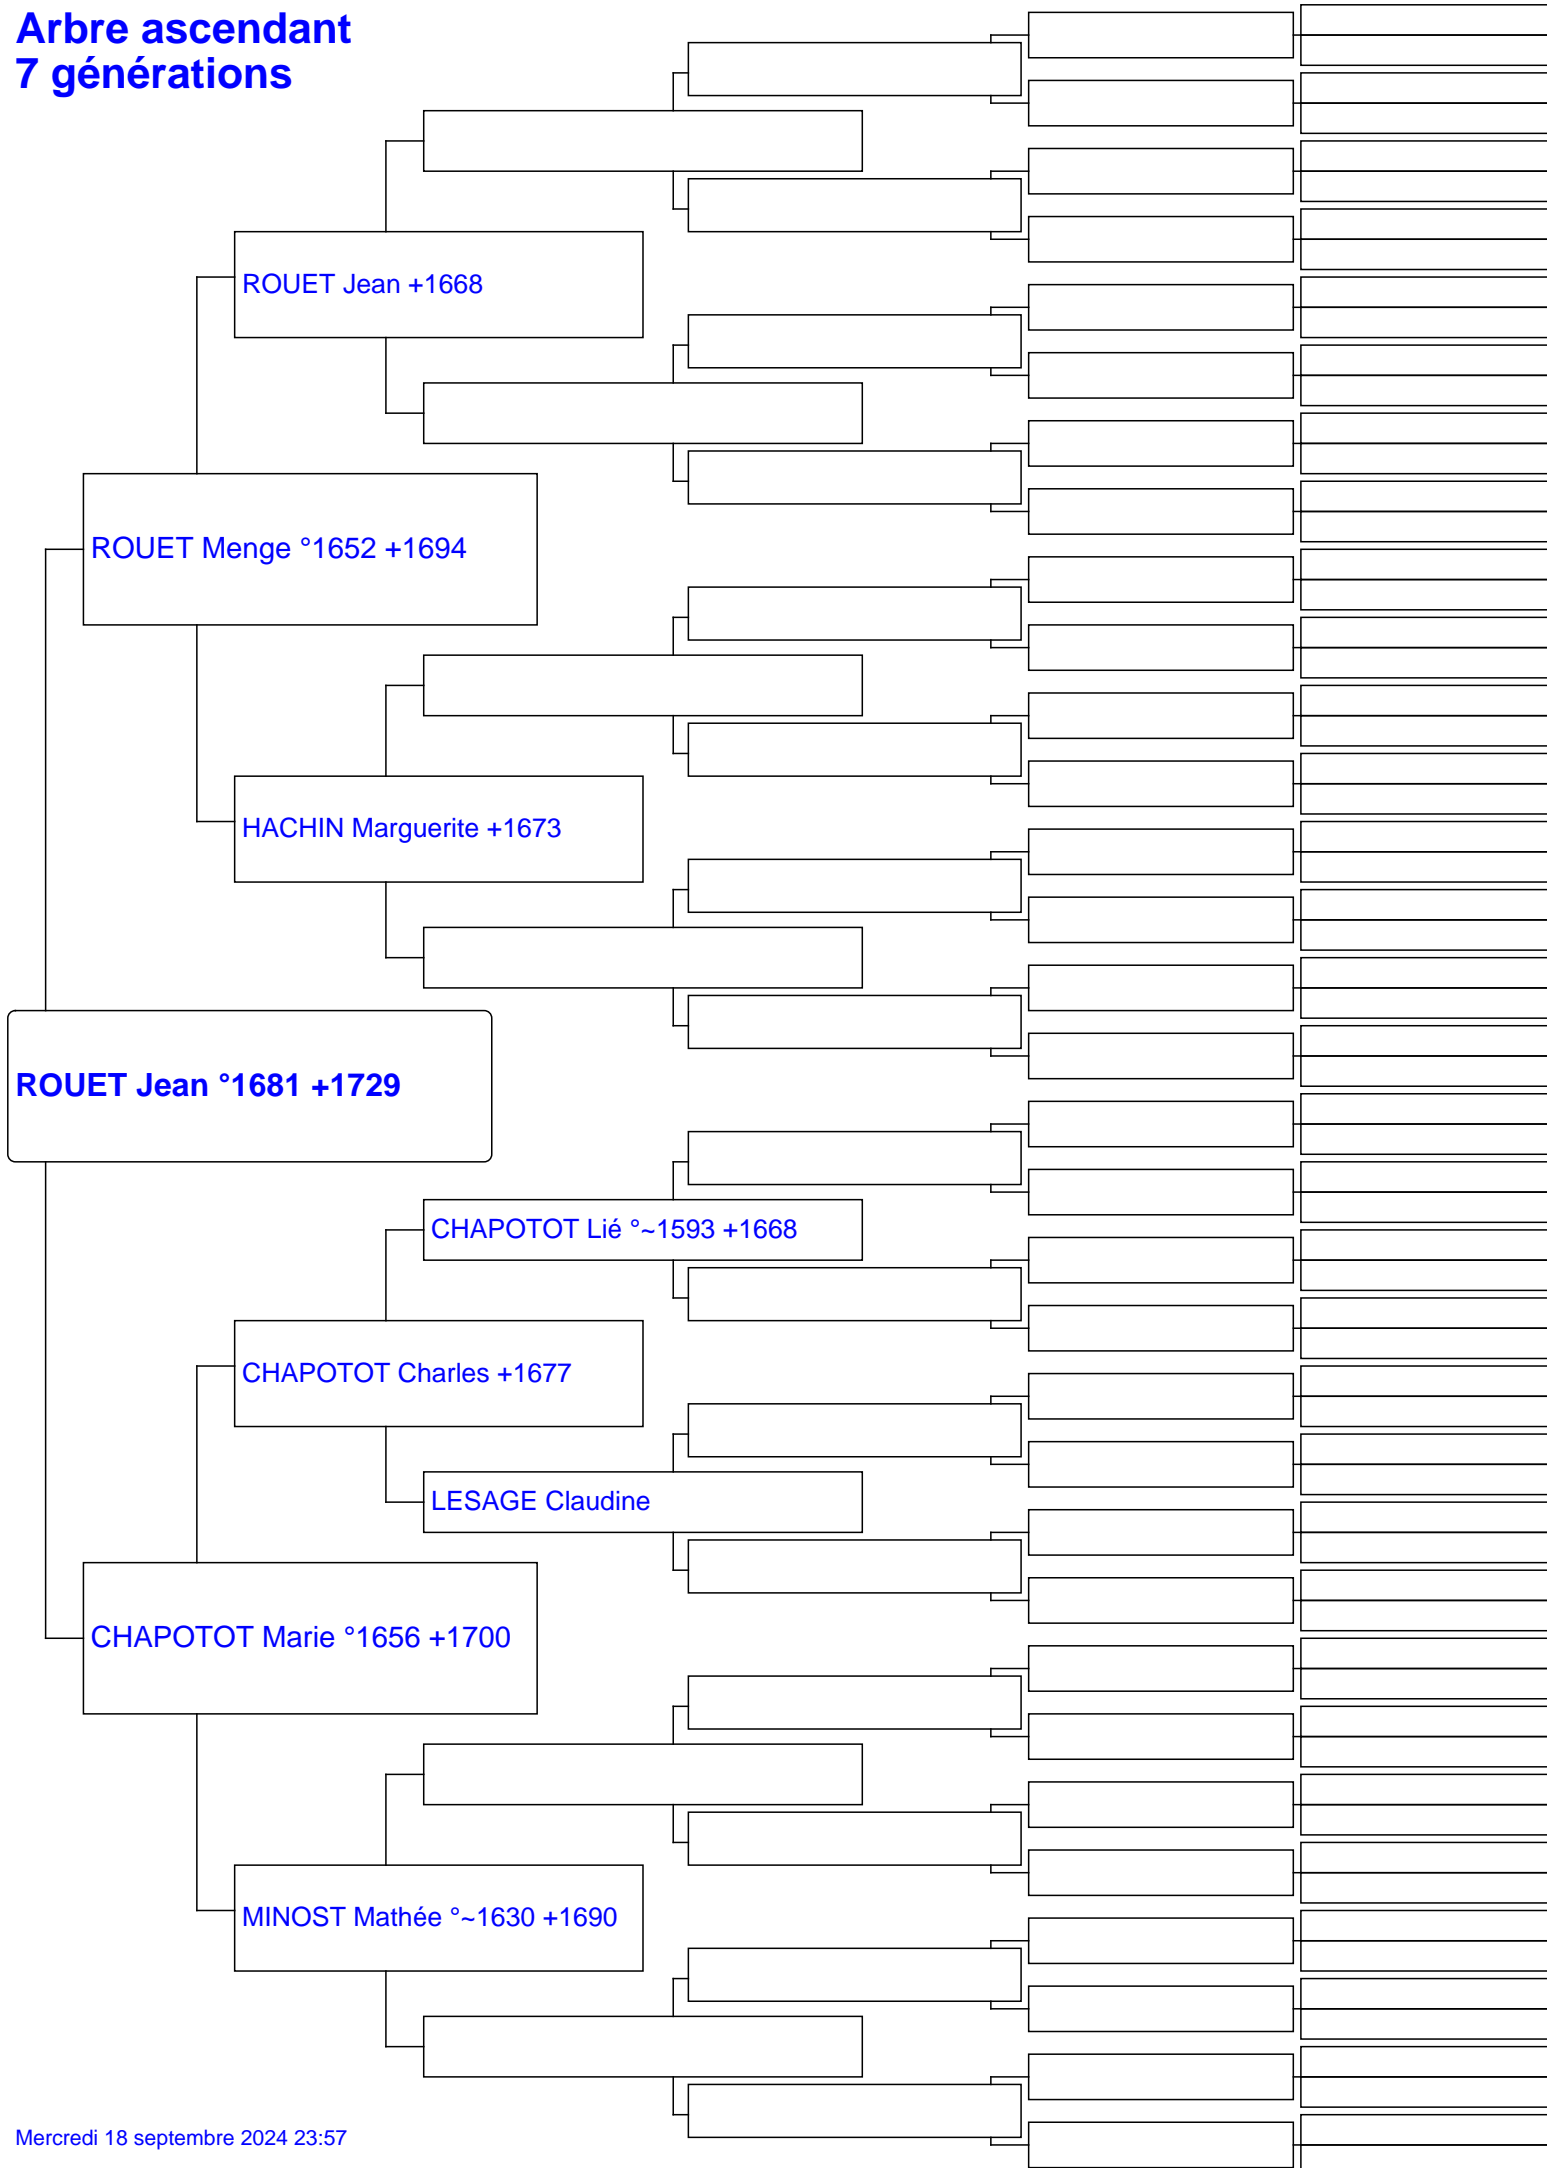 Arbre ascendant
7 générations
ROUET Jean +1668
ROUET Menge °1652 +1694
HACHIN Marguerite +1673
ROUET Jean °1681 +1729
CHAPOTOT Lié °~1593 +1668
CHAPOTOT Charles +1677
LESAGE Claudine
CHAPOTOT Marie °1656 +1700
MINOST Mathée °~1630 +1690
Mercredi 18 septembre 2024 23:57